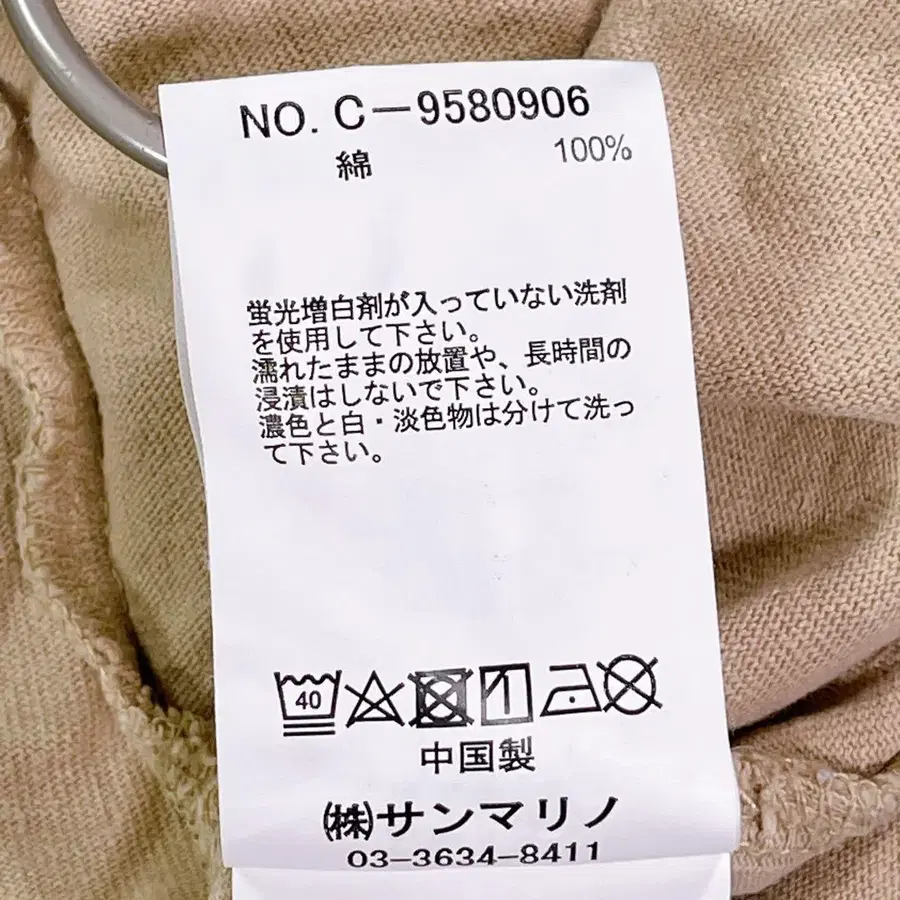 NO. C−9580906
綿 100%
蛍光増白剤が入っていない洗剤
を使用して下さい。
濡れたままの放置や、長時間の
浸漬はしないで下さい。
濃色と白・淡色物は分けて洗っ
て下さい。
40
中国製
㈱サンマリノ
03−3634−8411